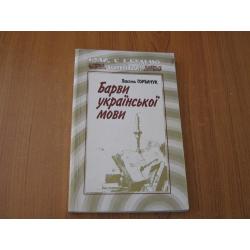 Василь ГОРБАЧУК
Барви
української
мови